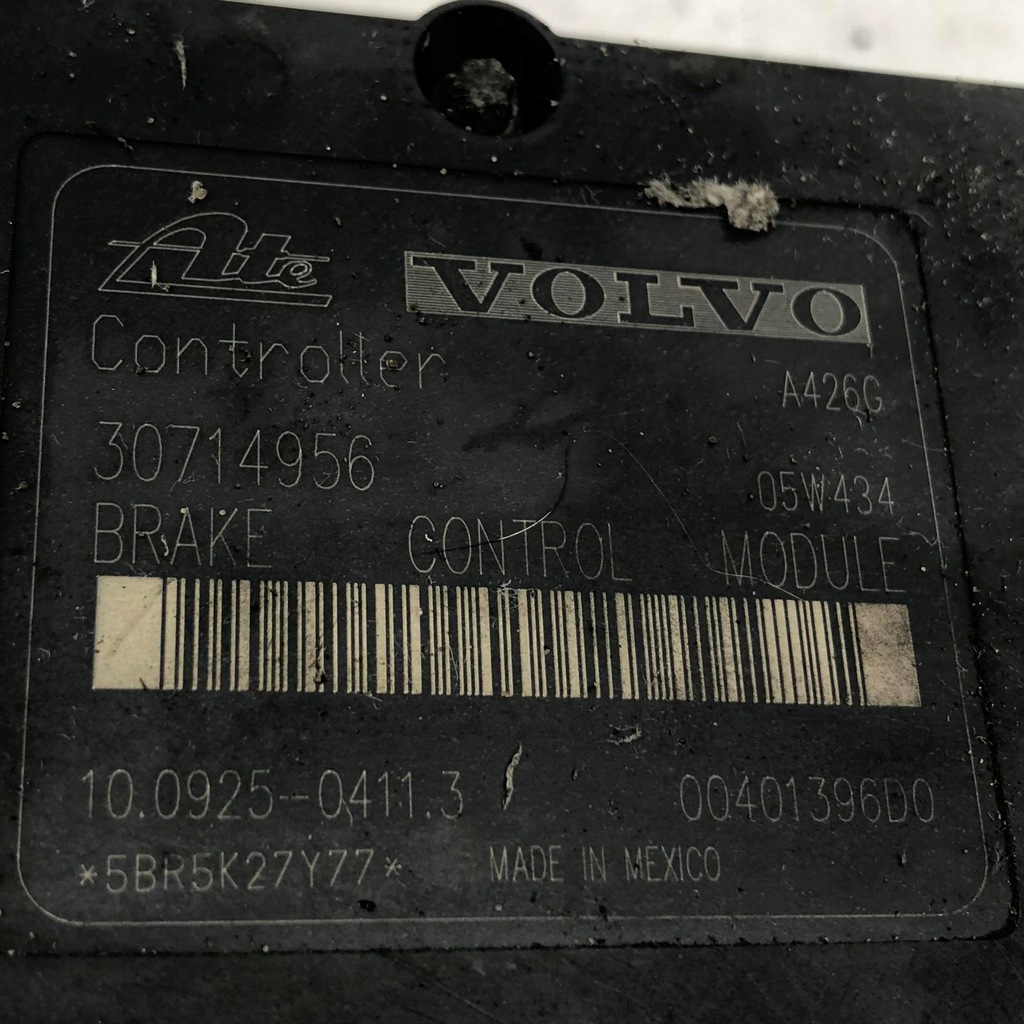 Ate VOLVO
Controller
A426G
30714956
05W434
BRAKE CONTROL MODULE
10.0925-0411.3 00401396D0
*5BR5K27Y77* MADE IN MEXICO